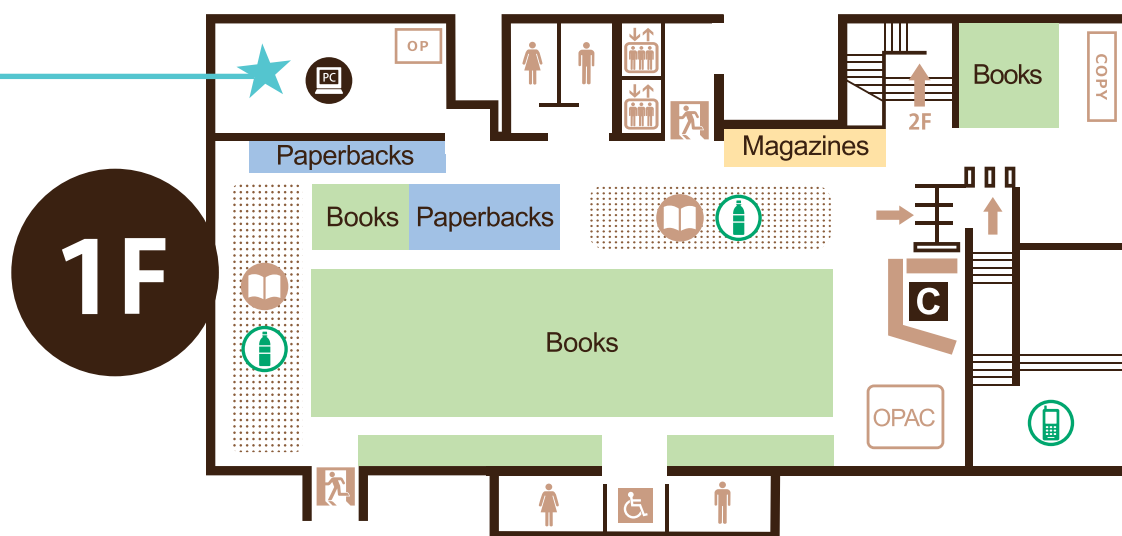 OP
PC
Books
COPY
2F
Paperbacks
Magazines
Books
Paperbacks
1F
C
Books
OPAC